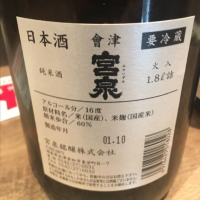 日本酒
會津
要冷蔵
純米酒
宮泉
火入
1.8ℓ詰
アルコール分/16度
原材料名/米(国産)、米麹(国産米)
精米歩合/60%
製造年月
01.10
宮泉銘醸株式会社